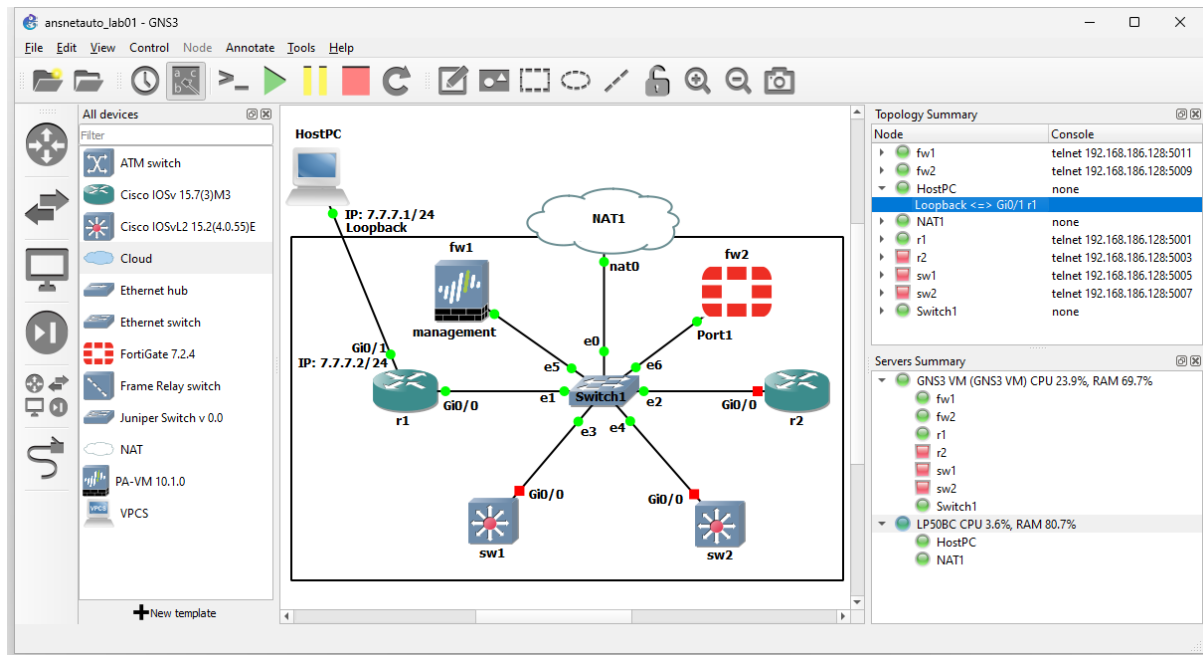 ansnetauto_lab01 - GNS3
File Edit View Control Node Annotate Tools Help
All devices
Filter
ATM switch
Cisco IOSv 15.7(3)M3
Cisco IOSvL2 15.2(4.0.55)E
Cloud
Ethernet hub
Ethernet switch
FortiGate 7.2.4
Frame Relay switch
Juniper Switch v 0.0
NAT
PA-VM 10.1.0
VPCS
New template
HostPC
IP: 7.7.7.1/24
Loopback
NAT1
fw1
nat0
fw2
management
Port1
Gi0/1
IP: 7.7.7.2/24
e0
e5
e6
Switch1
Gi0/0
e1
e2
Gi0/0
r1
r2
e3
e4
Gi0/0
Gi0/0
sw1
sw2
Topology Summary
Node Console
fw1 telnet 192.168.186.128:5011
fw2 telnet 192.168.186.128:5009
HostPC none
Loopback <=> Gi0/1 r1
NAT1 none
r1 telnet 192.168.186.128:5001
r2 telnet 192.168.186.128:5003
sw1 telnet 192.168.186.128:5005
sw2 telnet 192.168.186.128:5007
Switch1 none
Servers Summary
GNS3 VM (GNS3 VM) CPU 23.9%, RAM 69.7%
fw1
fw2
r1
r2
sw1
sw2
Switch1
LP50BC CPU 3.6%, RAM 80.7%
HostPC
NAT1